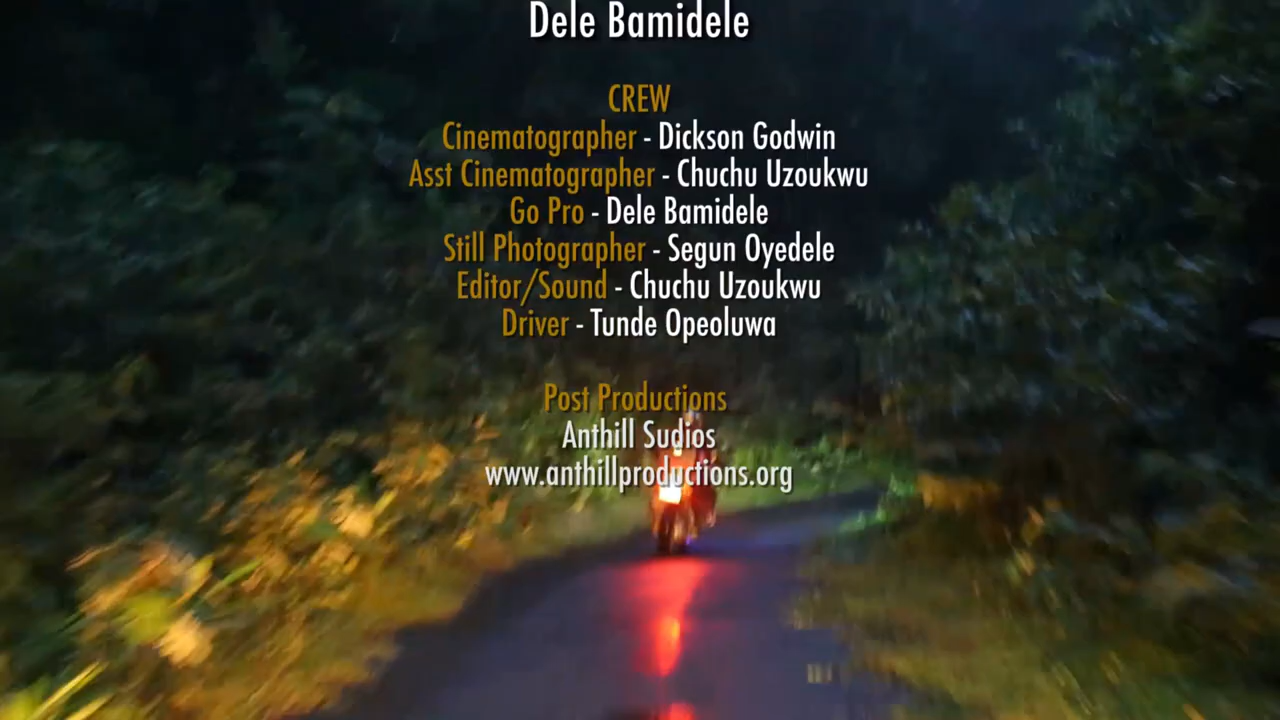 Dele Bamidele
CREW
Cinematographer - Dickson Godwin
Asst Cinematographer - Chuchu Uzoukwu
Go Pro - Dele Bamidele
Still Photographer - Segun Oyedele
Editor/Sound - Chuchu Uzoukwu
Driver - Tunde Opeoluwa
Post Productions
Anthill Sudios
www.anthillproductions.org